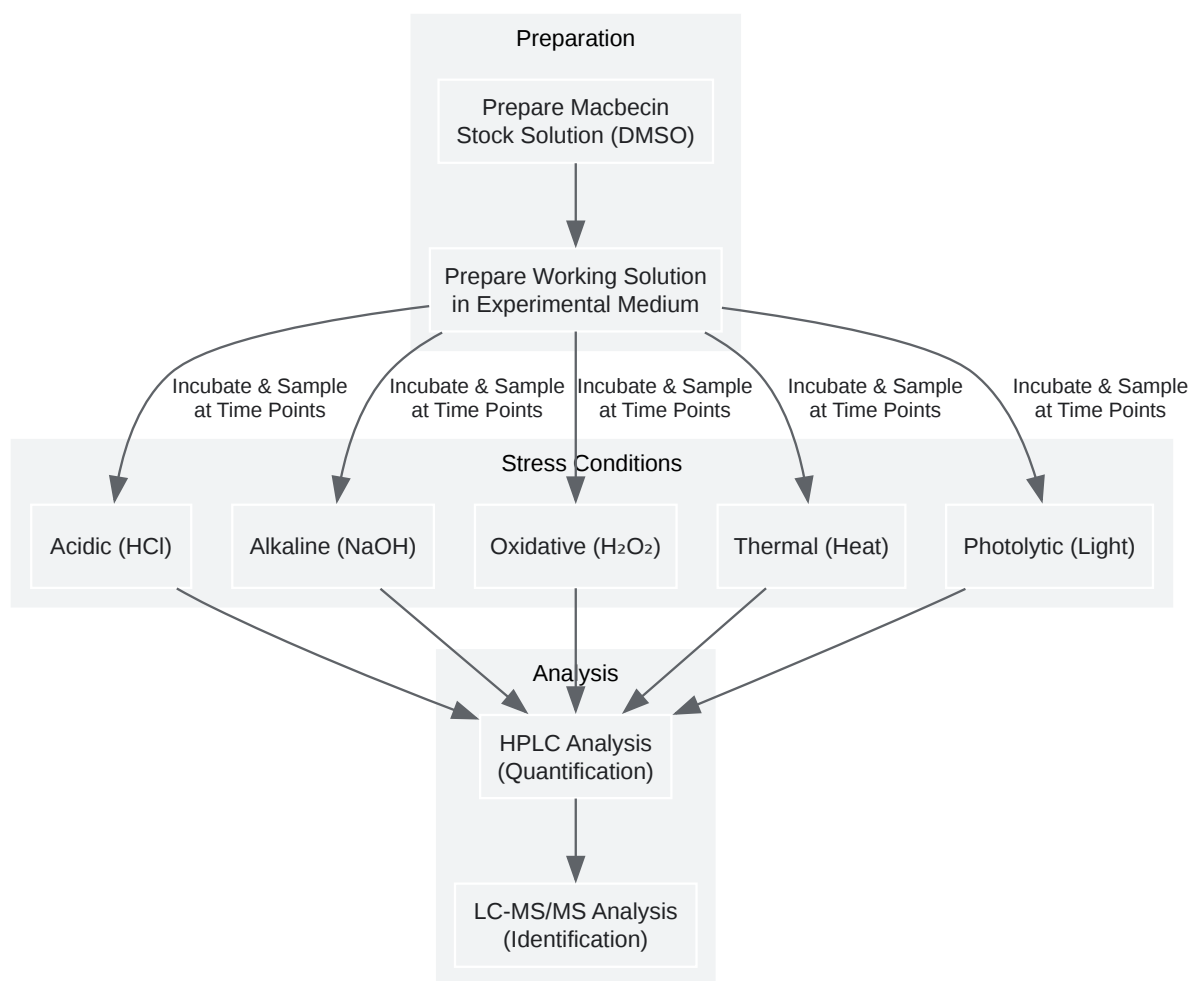 Preparation
Prepare Macbecin
Stock Solution (DMSO)
Prepare Working Solution
in Experimental Medium
Incubate & Sample
at Time Points
Incubate & Sample
at Time Points
Incubate & Sample
at Time Points
Incubate & Sample
at Time Points
Incubate & Sample
at Time Points
Stress Conditions
Acidic (HCl)
Alkaline (NaOH)
Oxidative (H₂O₂)
Thermal (Heat)
Photolytic (Light)
Analysis
HPLC Analysis
(Quantification)
LC-MS/MS Analysis
(Identification)